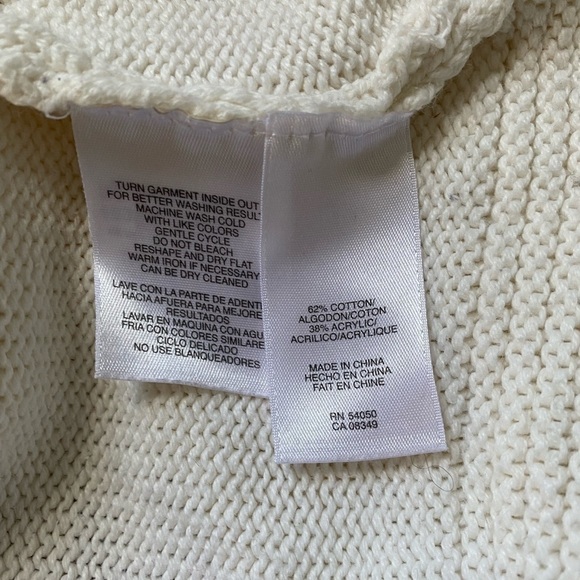 TURN GARMENT INSIDE OUT
FOR BETTER WASHING RESUL
MACHINE WASH COLD
WITH LIKE COLORS
GENTLE CYCLE
DO NOT BLEACH
RESHAPE AND DRY FLAT
WARM IRON IF NECESSARY
CAN BE DRY CLEANED
LAVE CON LA PARTE DE ADENT
HACIA AFUERA PARA MEJORE
RESULTADOS
LAVAR EN MAQUINA CON AGU
FRIA CON COLORES SIMILARE
CICLO DELICADO
NO USE BLANQUEADORES
62% COTTON/
ALGODON/COTON
38% ACRYLIC/
ACRILICO/ACRYLIQUE
MADE IN CHINA
HECHO EN CHINA
FAIT EN CHINE
RN 54050
CA 08349